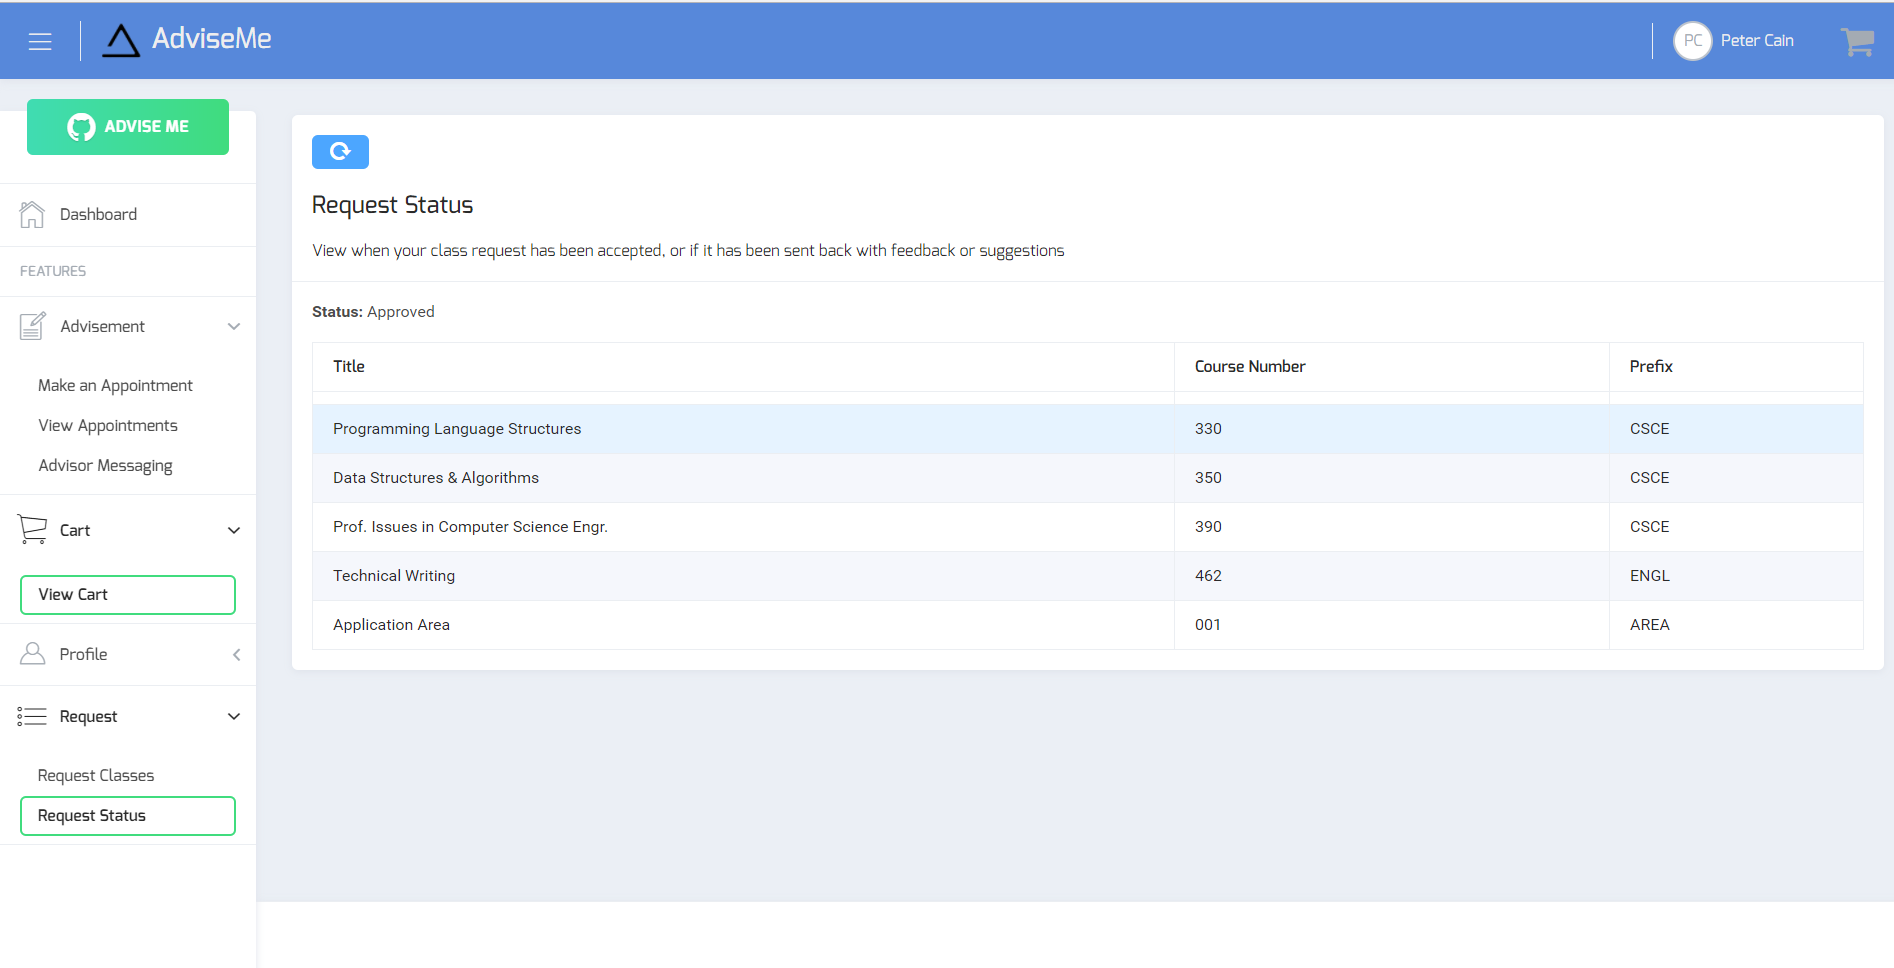 AdviseMe
PC Peter Cain
ADVISE ME
Dashboard
FEATURES
Advisement
Make an Appointment
View Appointments
Advisor Messaging
Cart
View Cart
Profile
Request
Request Classes
Request Status
Request Status
View when your class request has been accepted, or if it has been sent back with feedback or suggestions
Status: Approved
Title Course Number Prefix
Programming Language Structures 330 CSCE
Data Structures & Algorithms 350 CSCE
Prof. Issues in Computer Science Engr. 390 CSCE
Technical Writing 462 ENGL
Application Area 001 AREA